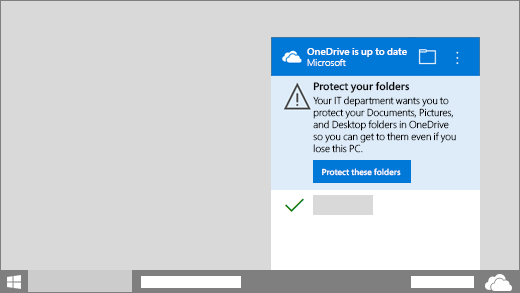 OneDrive is up to date
Microsoft
Protect your folders
Your IT department wants you to
protect your Documents, Pictures,
and Desktop folders in OneDrive
so you can get to them even if you
lose this PC.
Protect these folders